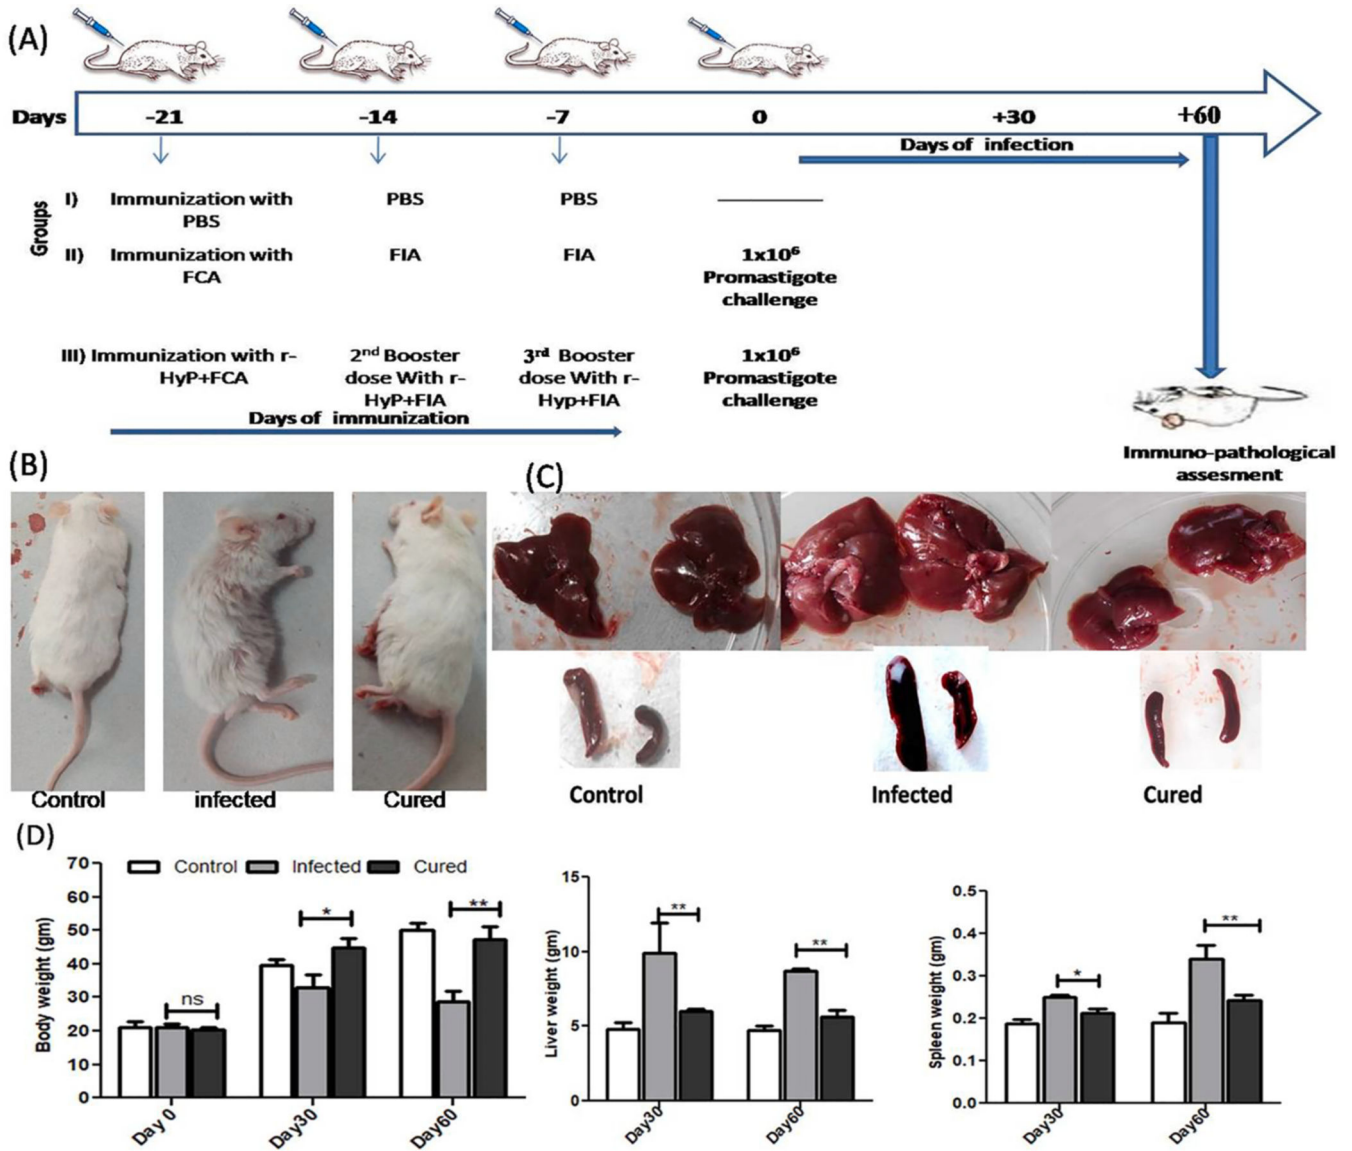 (A)
Days -21 -14 -7 0 +30 +60
Days of infection
Groups
I) Immunization with PBS PBS
PBS
II) Immunization with FIA FIA 1x10⁶
FCA Promastigote
challenge
III) Immunization with r- 2nd Booster 3rd Booster 1x10⁶
HyP+FCA dose With r- dose With r- Promastigote
HyP+FIA Hyp+FIA challenge
Days of immunization
Immuno-pathological
assesment
(B)
Control infected Cured
(C)
Control Infected Cured
(D)
Control Infected Cured
Body weight (gm)
70
60
50
40
30
20
10
0
ns * **
Day 0 Day30 Day60
Liver weight (gm)
15
10
5
0
** **
Day30 Day60
Spleen weight (gm)
0.5
0.4
0.3
0.2
0.1
0.0
* **
Day30 Day60